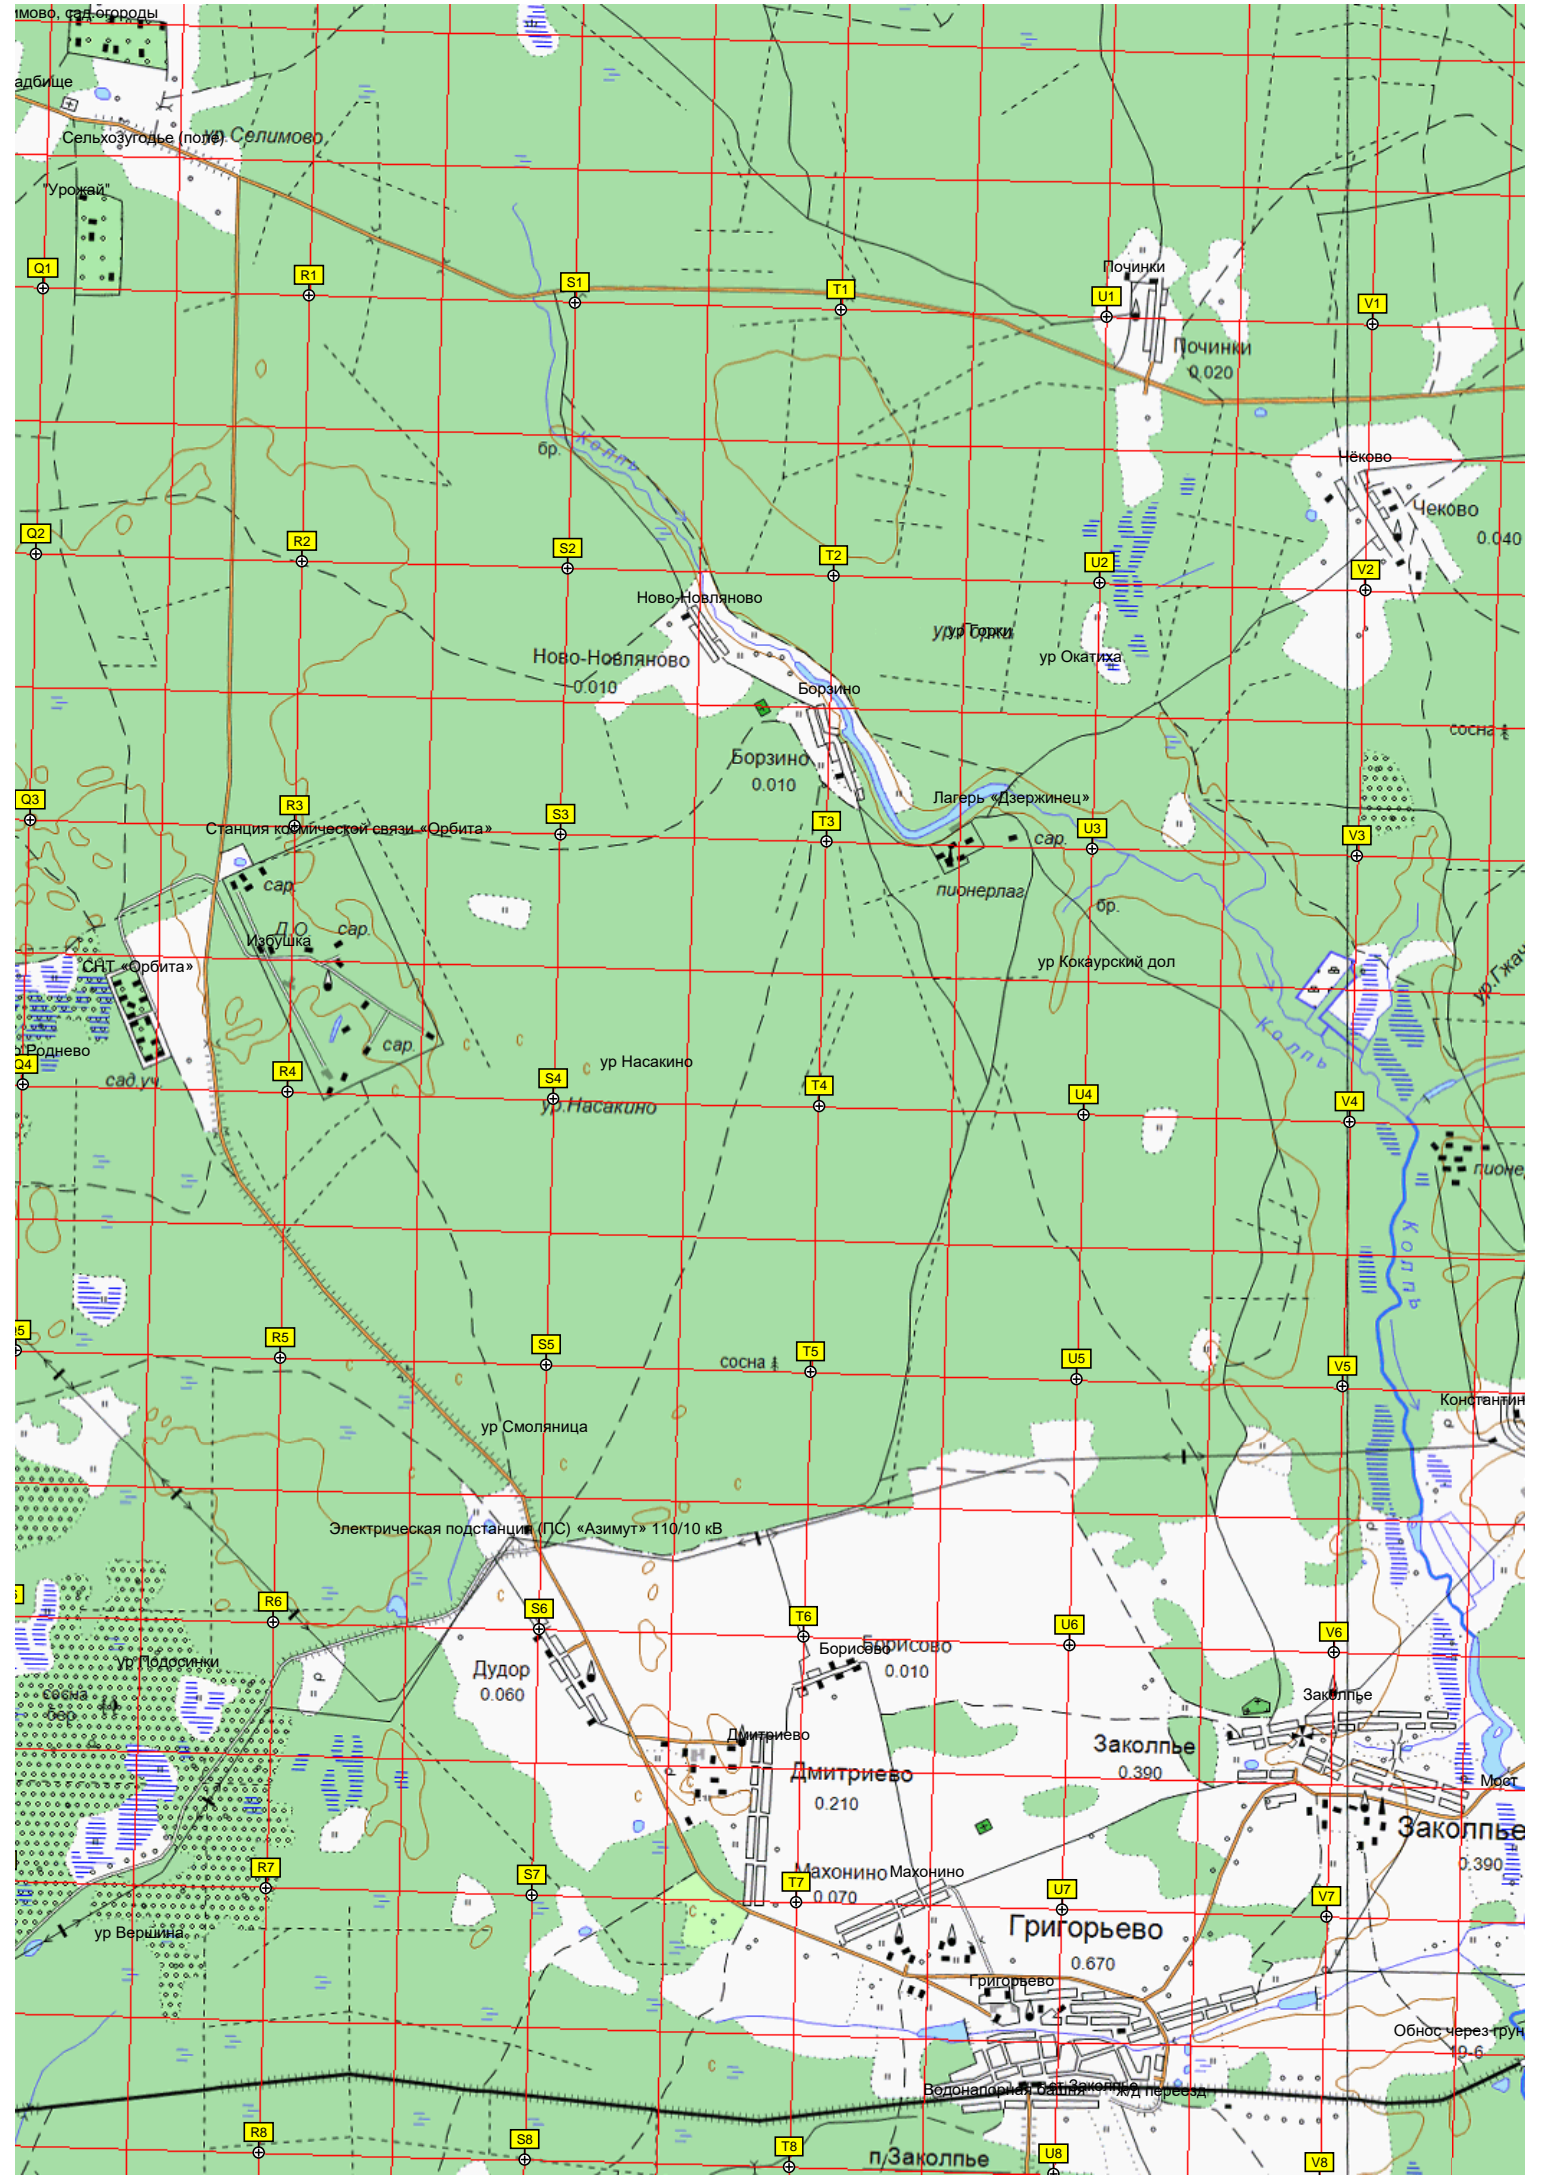 имово, сад.огороды
адбище
Сельхозугодье (поле)
ур.Селимово
"Урожай"
Q1
R1
S1
T1
U1
V1
Починки
Починки
0.020
Колпь
бр.
Чёково
Чеково
0.040
Q2
R2
S2
T2
U2
V2
Ново-Новляново
Ново-Новляново
0.010
ур Горки
ур Окатиха
Борзино
Борзино
0.010
сосна
Q3
R3
S3
T3
U3
V3
Лагерь «Дзержинец»
Станция космической связи «Орбита»
сар.
сар.
пионерлаг.
бр.
Д.О.
сар.
Избушка
СНТ «Орбита»
ур Кокаурский дол
Колпь
сар.
ур Насакино
ур.Насакино
Роднево
сад.уч.
Q4
R4
S4
T4
U4
V4
Колпь
R5
S5
T5
U5
V5
сосна
ур Смоляница
Электрическая подстанция (ПС) «Азимут» 110/10 кВ
R6
S6
T6
U6
V6
Борисово
Борисово
0.010
Дудор
0.060
ур Подосинки
Заколпье
Заколпье
0.390
Дмитриево
Дмитриево
0.210
Мост
Заколпье
0.390
R7
S7
T7
U7
V7
Махонино
Махонино
0.070
ур Вершина
Григорьево
0.670
Григорьево
Обнос через грун
19-6
Водонапорная башня
ж/д переезд
R8
S8
T8
U8
V8
п.Заколпье